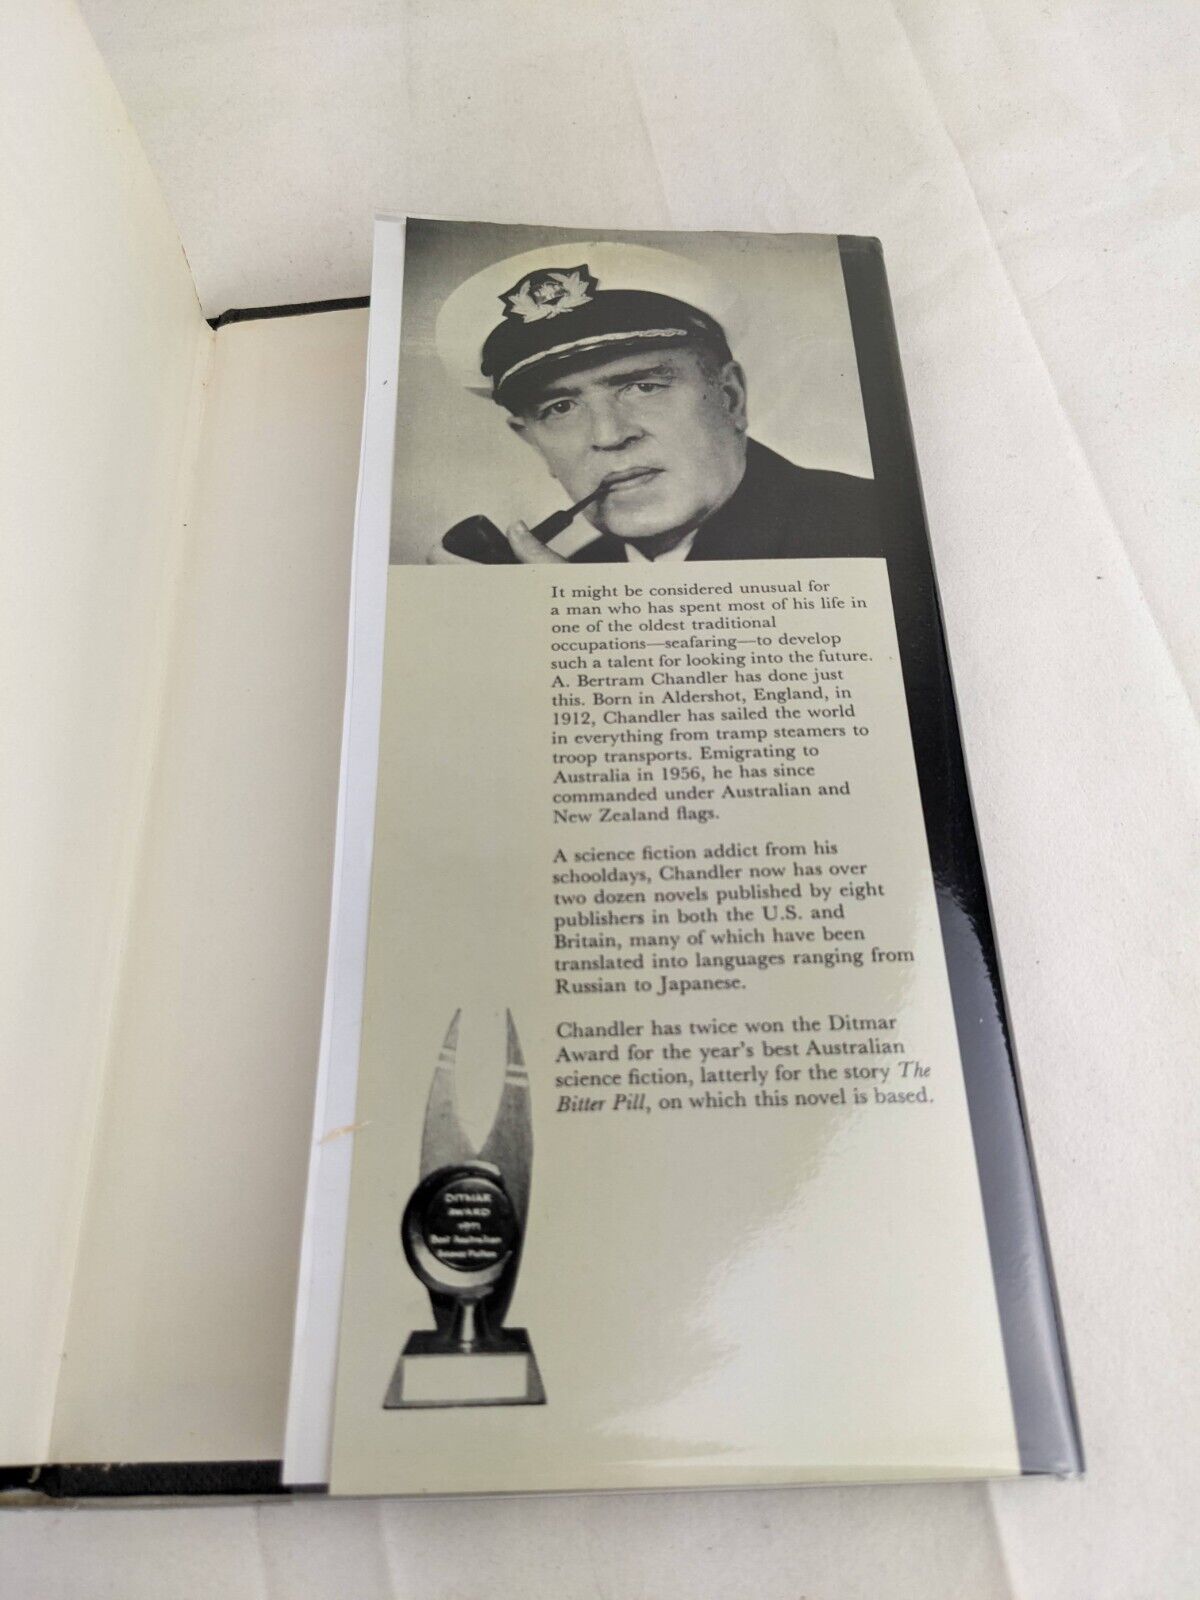 It might be considered unusual for
a man who has spent most of his life in
one of the oldest traditional
occupations—seafaring—to develop
such a talent for looking into the future.
A. Bertram Chandler has done just
this. Born in Aldershot, England, in
1912, Chandler has sailed the world
in everything from tramp steamers to
troop transports. Emigrating to
Australia in 1956, he has since
commanded under Australian and
New Zealand flags.
A science fiction addict from his
schooldays, Chandler now has over
two dozen novels published by eight
publishers in both the U.S. and
Britain, many of which have been
translated into languages ranging from
Russian to Japanese.
Chandler has twice won the Ditmar
Award for the year's best Australian
science fiction, latterly for the story The
Bitter Pill, on which this novel is based.
DITMAR
AWARD
1971
Best Australian
Science Fiction